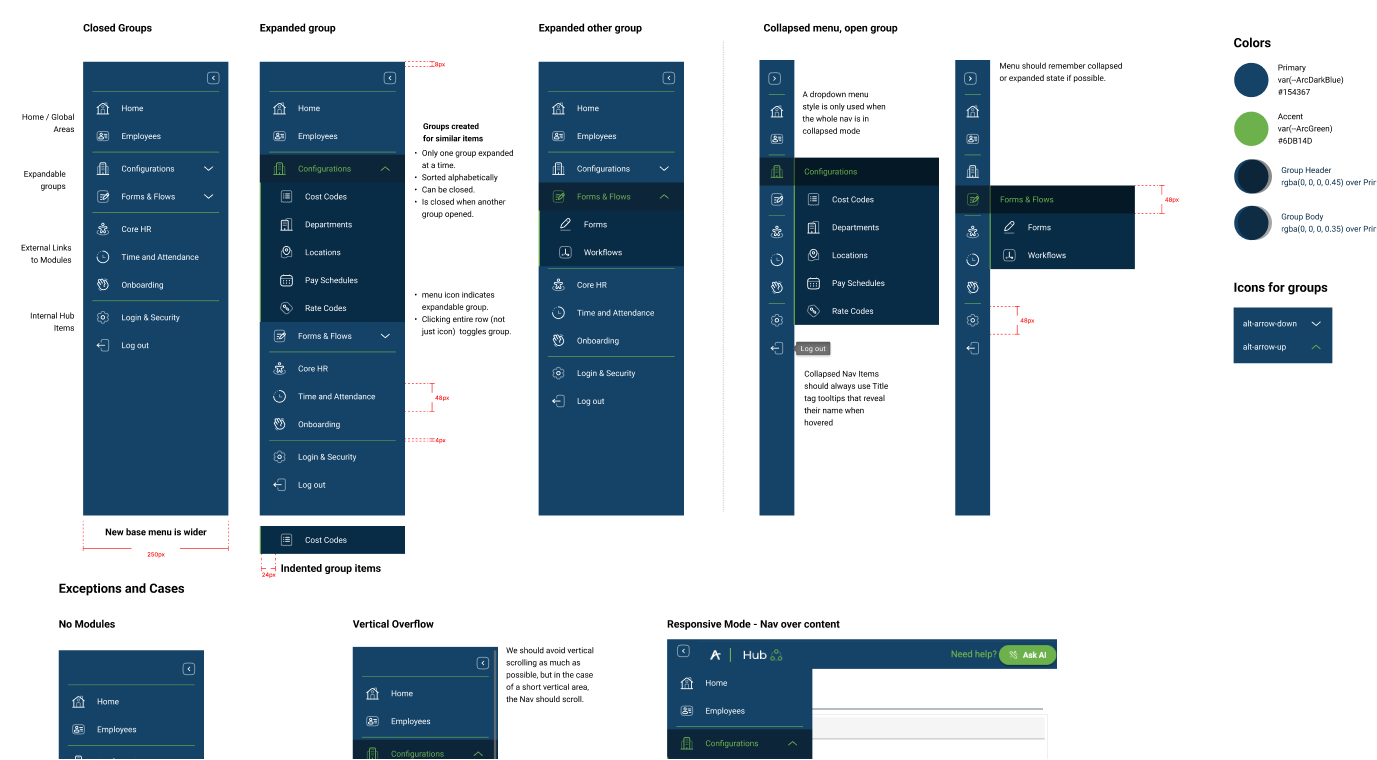 Closed Groups
Expanded group
Expanded other group
Collapsed menu, open group
Colors
Home / Global
Areas
Expandable
groups
External Links
to Modules
Internal Hub
Items
Home
Employees
Configurations
Forms & Flows
Core HR
Time and Attendance
Onboarding
Login & Security
Log out
New base menu is wider
250px
8px
Home
Employees
Configurations
Cost Codes
Departments
Locations
Pay Schedules
Rate Codes
Forms & Flows
Core HR
Time and Attendance
Onboarding
Login & Security
Log out
Groups created
for similar items
• Only one group expanded
at a time.
• Sorted alphabetically
• Can be closed.
• Is closed when another
group opened.
• menu icon indicates
expandable group.
• Clicking entire row (not
just icon) toggles group.
48px
4px
Cost Codes
24px
Indented group items
Home
Employees
Configurations
Forms & Flows
Forms
Workflows
Core HR
Time and Attendance
Onboarding
Login & Security
Log out
A dropdown menu
style is only used when
the whole nav is in
collapsed mode
Configurations
Cost Codes
Departments
Locations
Pay Schedules
Rate Codes
Log out
Collapsed Nav Items
should always use Title
tag tooltips that reveal
their name when
hovered
Menu should remember collapsed
or expanded state if possible.
Forms & Flows
Forms
Workflows
48px
48px
Primary
var(--ArcDarkBlue)
#154367
Accent
var(--ArcGreen)
#6DB14D
Group Header
rgba(0, 0, 0, 0.45) over Prir
Group Body
rgba(0, 0, 0, 0.35) over Prir
Icons for groups
alt-arrow-down
alt-arrow-up
Exceptions and Cases
No Modules
Home
Employees
Vertical Overflow
Home
Employees
Configurations
We should avoid vertical
scrolling as much as
possible, but in the case
of a short vertical area,
the Nav should scroll.
Responsive Mode - Nav over content
Hub
Need help?
Ask AI
Home
Employees
Configurations